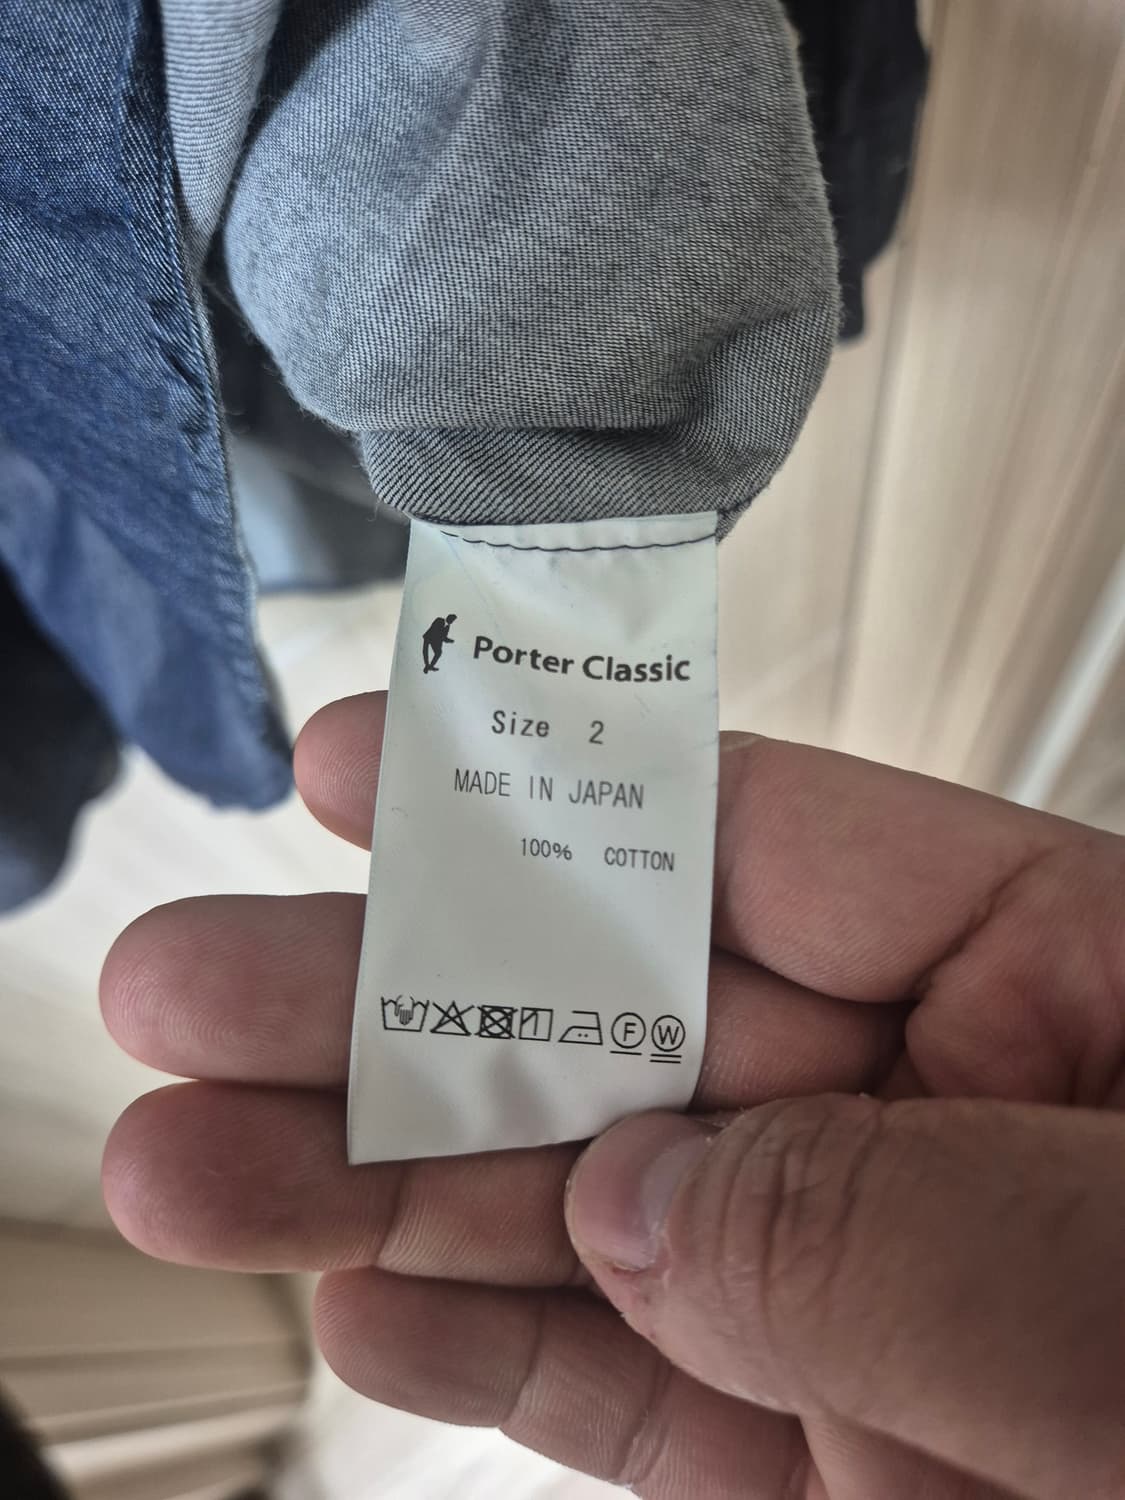 Porter Classic
Size 2
MADE IN JAPAN
100% COTTON
F W